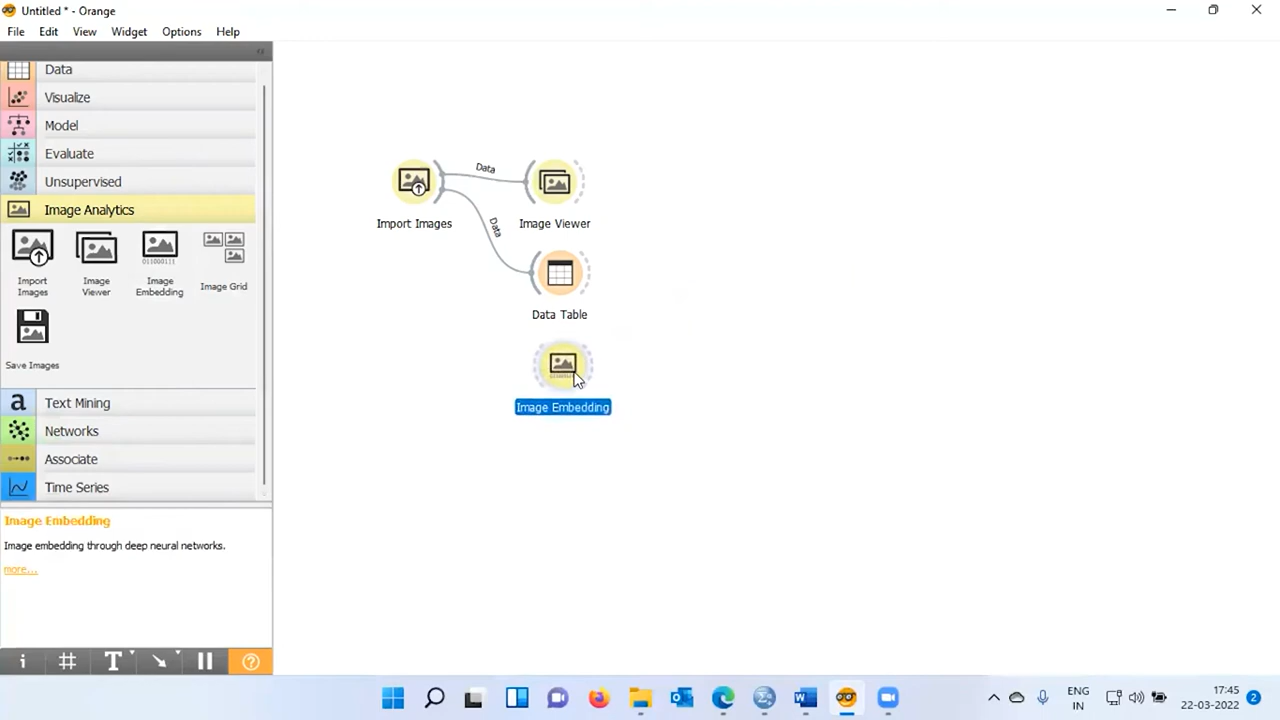 Untitled * - Orange
File Edit View Widget Options Help
Data
Visualize
Model
Evaluate
Unsupervised
Image Analytics
Import Images
Image Viewer
Image Embedding
Image Grid
Save Images
Text Mining
Networks
Associate
Time Series
Image Embedding
Image embedding through deep neural networks.
more...
Data
Import Images
Image Viewer
Data
Data Table
Image Embedding
ENG
IN
17:45
22-03-2022
2